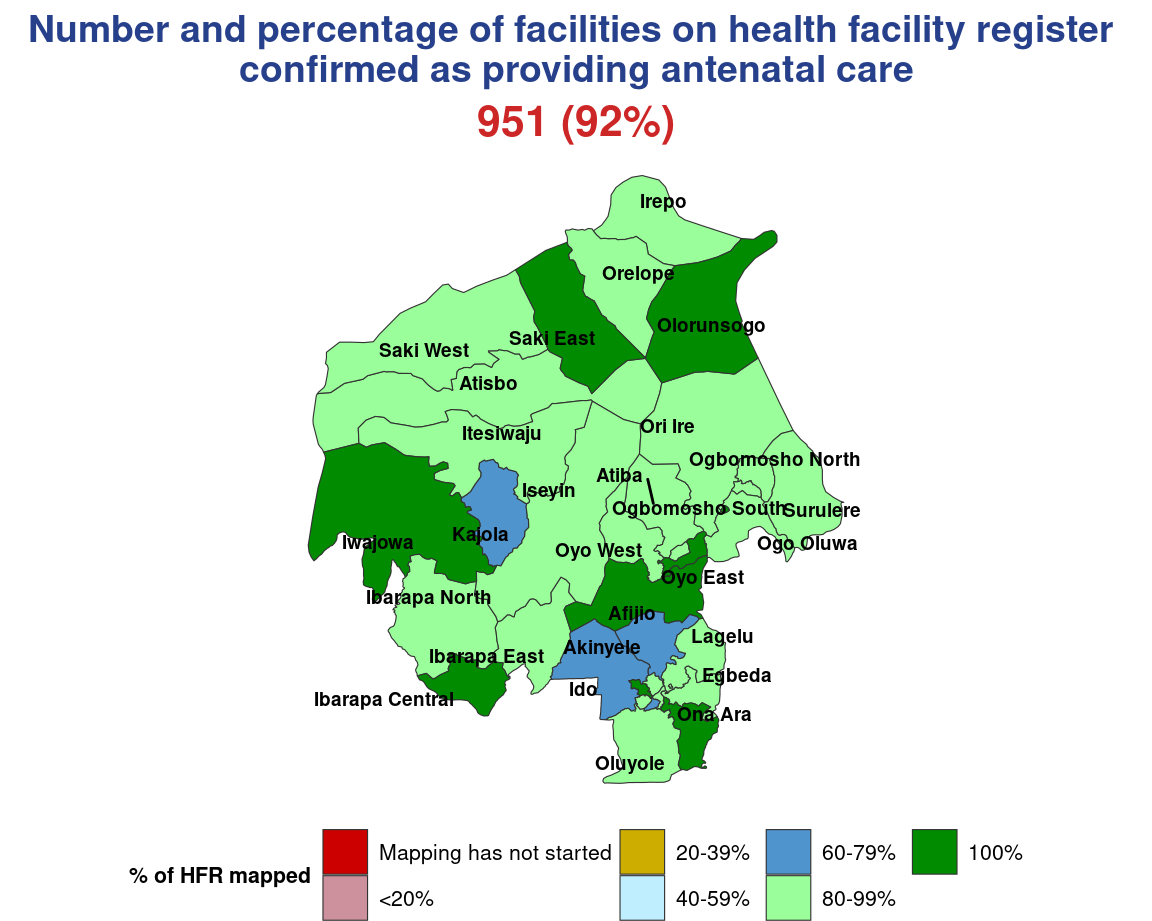 Number and percentage of facilities on health facility register
confirmed as providing antenatal care
951 (92%)
Irepo
Orelope
Olorunsogo
Saki East
Saki West
Atisbo
Ori Ire
Itesiwaju
Ogbomosho North
Atiba
Iseyin
Ogbomosho South
Surulere
Kajola
Iwajowa
Ogo Oluwa
Oyo West
Oyo East
Ibarapa North
Afijio
Lagelu
Akinyele
Ibarapa East
Egbeda
Ido
Ibarapa Central
Ona Ara
Oluyole
% of HFR mapped
Mapping has not started
<20%
20-39%
40-59%
60-79%
80-99%
100%